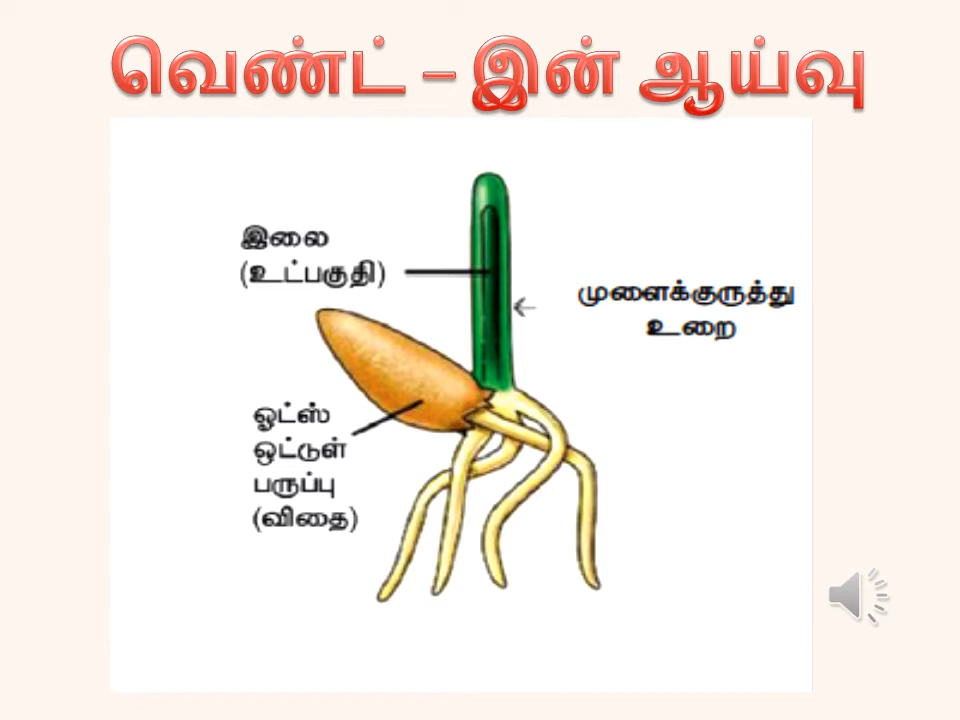 வெண்ட் – இன் ஆய்வு
இலை
(உட்பகுதி)
முளைக்குருத்து
உறை
ஓட்ஸ்
ஒட்டுள்
பருப்பு
(விதை)